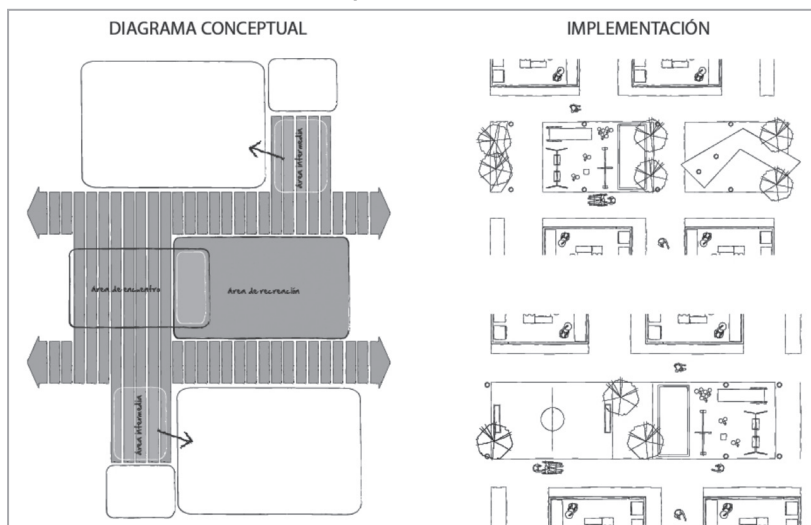 DIAGRAMA CONCEPTUAL
IMPLEMENTACIÓN
Área intermedia
Área de encuentro
Área de recreación
Área intermedia